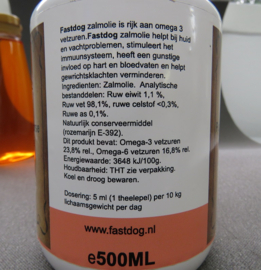 Fastdog zalmolie is rijk aan omega 3
vetzuren.Fastdog zalmolie helpt bij huid
en vachtproblemen, stimuleert het
immuunsysteem, heeft een gunstige
invloed op hart en bloedvaten en helpt
gewrichtsklachten verminderen.
Ingredienten: Zalmolie. Analytische
bestanddelen: Ruw eiwit 1,1 %,
Ruw vet 98,1%, ruwe celstof <0,3%,
Ruwe as 0,1%.
Natuurlijk conserveermiddel
(rozemarijn E-392).
Dit produkt bevat: Omega-3 vetzuren
23,8% rel., Omega-6 vetzuren 16,8% rel.
Energiewaarde: 3648 kJ/100g.
Houdbaarheid: THT zie verpakking.
Koel en droog bewaren.
Dosering: 5 ml (1 theelepel) per 10 kg
lichaamsgewicht per dag
www.fastdog.nl
e500ML